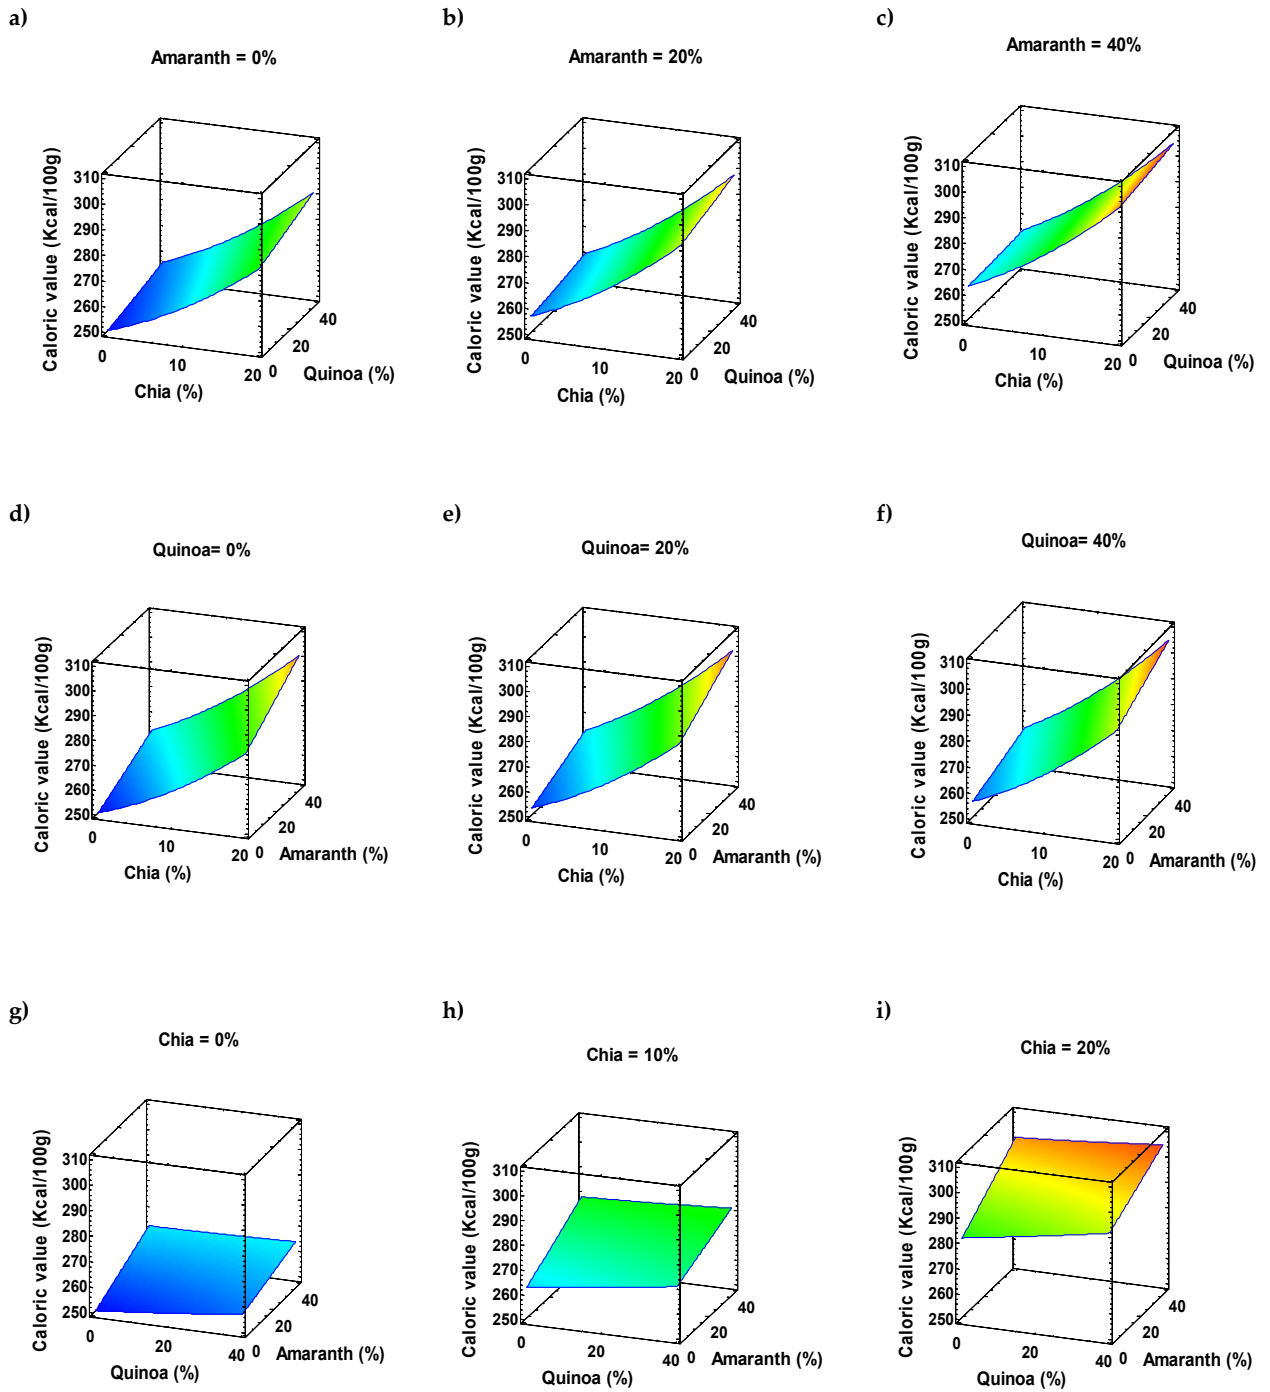 a)
Amaranth = 0%
Caloric value (Kcal/100g)
310
300
290
280
270
260
250
0
10
20
Chia (%)
0
20
40
Quinoa (%)
b)
Amaranth = 20%
Caloric value (Kcal/100g)
310
300
290
280
270
260
250
0
10
20
Chia (%)
0
20
40
Quinoa (%)
c)
Amaranth = 40%
Caloric value (Kcal/100g)
310
300
290
280
270
260
250
0
10
20
Chia (%)
0
20
40
Quinoa (%)
d)
Quinoa= 0%
Caloric value (Kcal/100g)
310
300
290
280
270
260
250
0
10
20
Chia (%)
0
20
40
Amaranth (%)
e)
Quinoa= 20%
Caloric value (Kcal/100g)
310
300
290
280
270
260
250
0
10
20
Chia (%)
0
20
40
Amaranth (%)
f)
Quinoa= 40%
Caloric value (Kcal/100g)
310
300
290
280
270
260
250
0
10
20
Chia (%)
0
20
40
Amaranth (%)
g)
Chia = 0%
Caloric value (Kcal/100g)
310
300
290
280
270
260
250
0
20
40
Quinoa (%)
0
20
40
Amaranth (%)
h)
Chia = 10%
Caloric value (Kcal/100g)
310
300
290
280
270
260
250
0
20
40
Quinoa (%)
0
20
40
Amaranth (%)
i)
Chia = 20%
Caloric value (Kcal/100g)
310
300
290
280
270
260
250
0
20
40
Quinoa (%)
0
20
40
Amaranth (%)